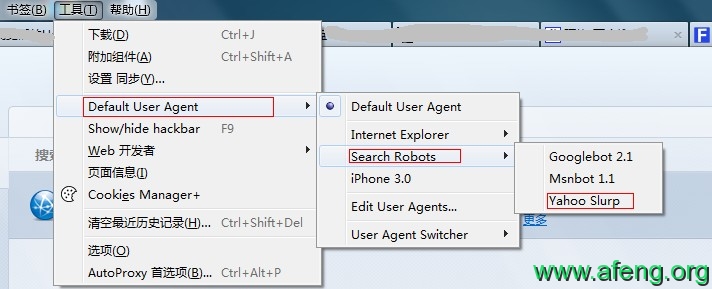 书签(B) 工具(T) 帮助(H)
下载(D) Ctrl+J
附加组件(A) Ctrl+Shift+A
设置 同步(Y)...
Default User Agent
Show/hide hackbar F9
Web 开发者
页面信息(I)
Cookies Manager+
清空最近历史记录(H)... Ctrl+Shift+Del
选项(O)
AutoProxy 首选项(B)... Ctrl+Alt+P
Default User Agent
Internet Explorer
Search Robots
iPhone 3.0
Edit User Agents...
User Agent Switcher
Googlebot 2.1
Msnbot 1.1
Yahoo Slurp
更多
www.afeng.org